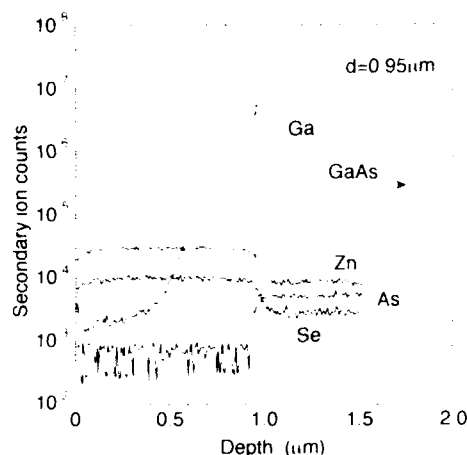 10⁸
d=0 95μm
10⁷
Ga
10⁶
GaAs
10⁵
Zn
10⁴
As
Se
10³
10²
0 0.5 1.0 1.5 2 0
Secondary ion counts
Depth (μm)